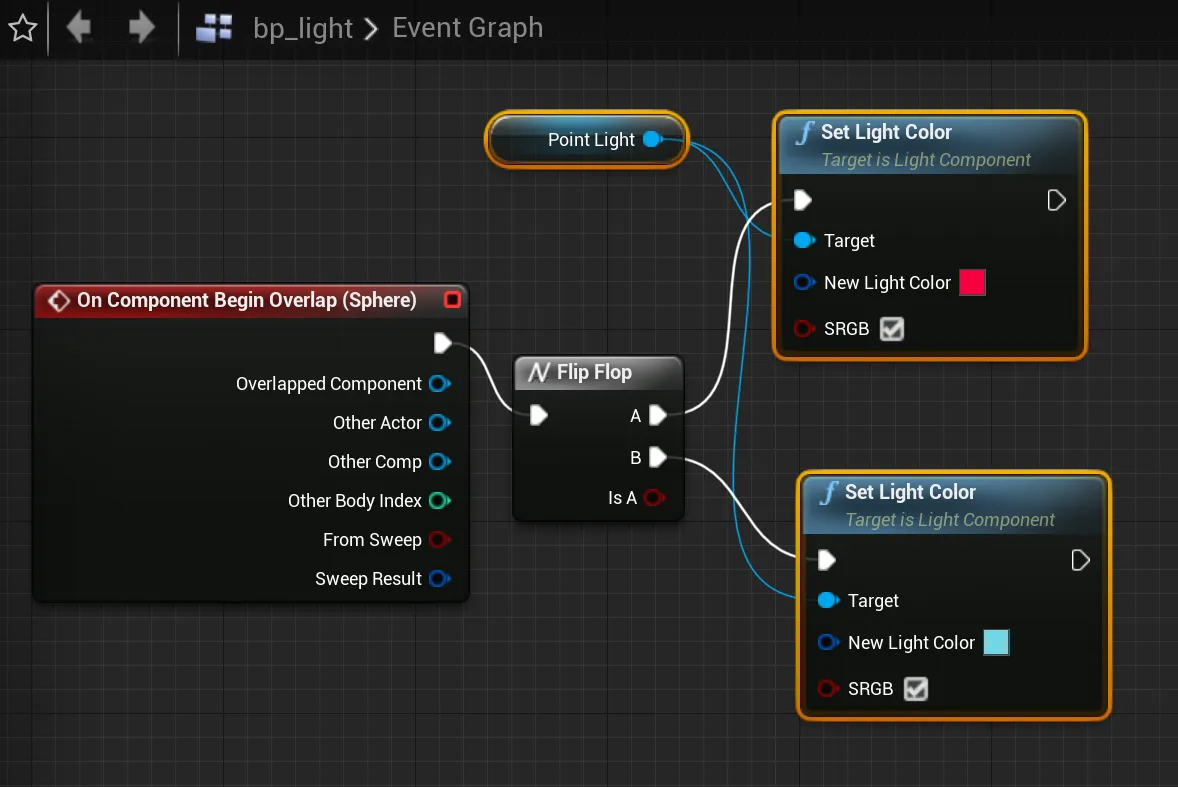 bp_light > Event Graph
Point Light
Set Light Color
Target is Light Component
Target
New Light Color
SRGB
On Component Begin Overlap (Sphere)
Overlapped Component
Other Actor
Other Comp
Other Body Index
From Sweep
Sweep Result
Flip Flop
A
B
Is A
Set Light Color
Target is Light Component
Target
New Light Color
SRGB